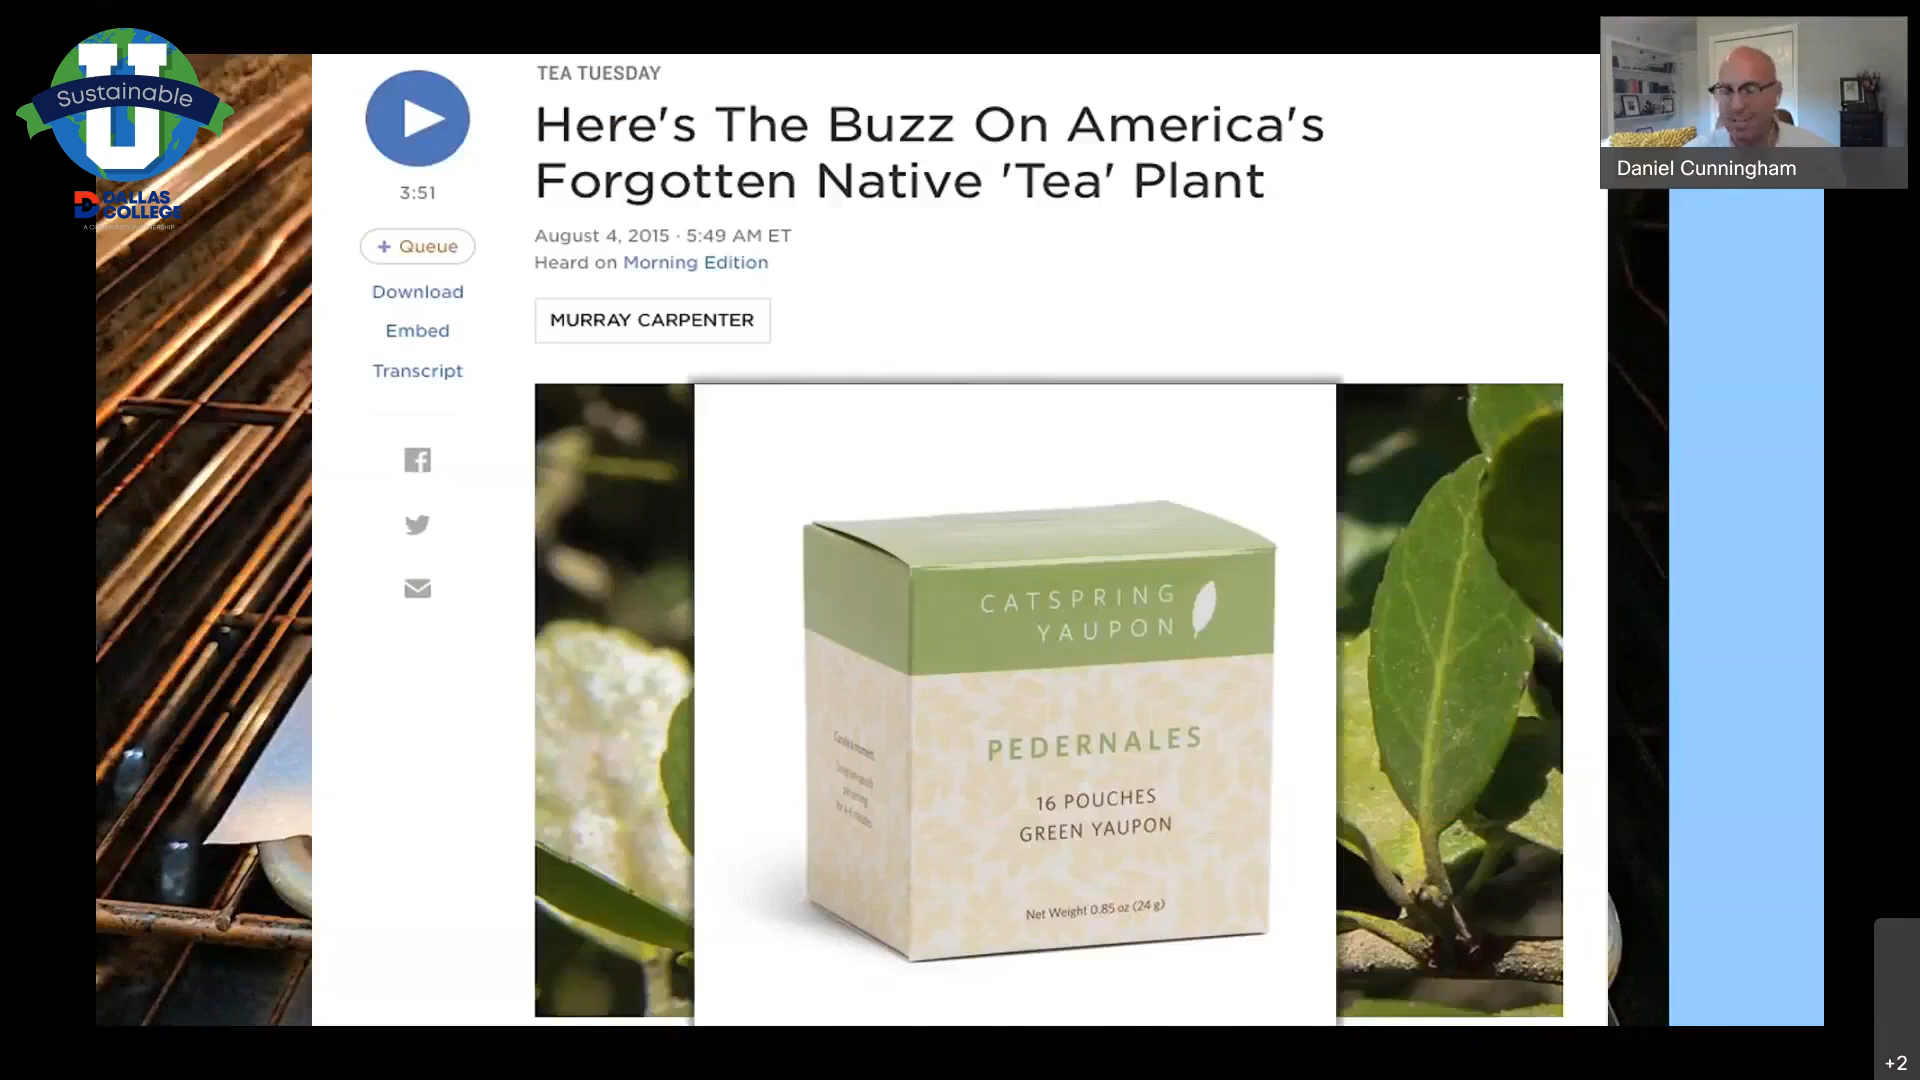 Sustainable
U
DALLAS
COLLEGE
TEA TUESDAY
Here's The Buzz On America's
Forgotten Native 'Tea' Plant
3:51
+ Queue
Download
Embed
Transcript
August 4, 2015 · 5:49 AM ET
Heard on Morning Edition
MURRAY CARPENTER
CATSPRING
YAUPON
PEDERNALES
16 POUCHES
GREEN YAUPON
Net Weight 0.85 oz (24 g)
Daniel Cunningham
+2